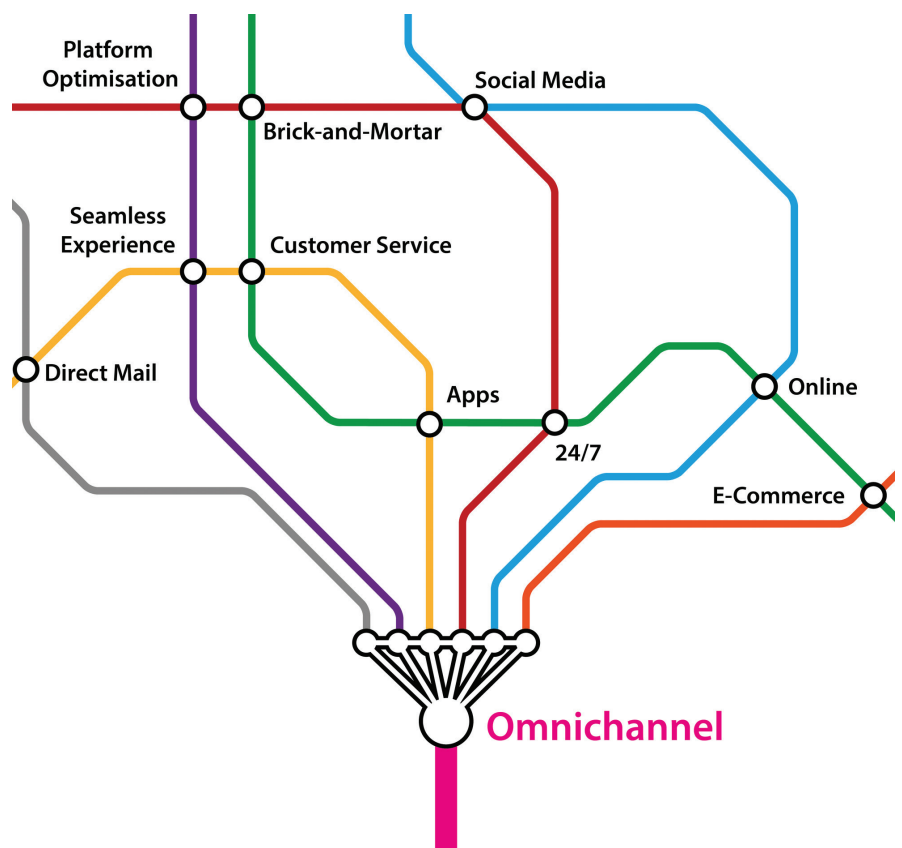 Platform
Optimisation
Social Media
Brick-and-Mortar
Seamless
Experience
Customer Service
Direct Mail
Apps
Online
24/7
E-Commerce
Omnichannel